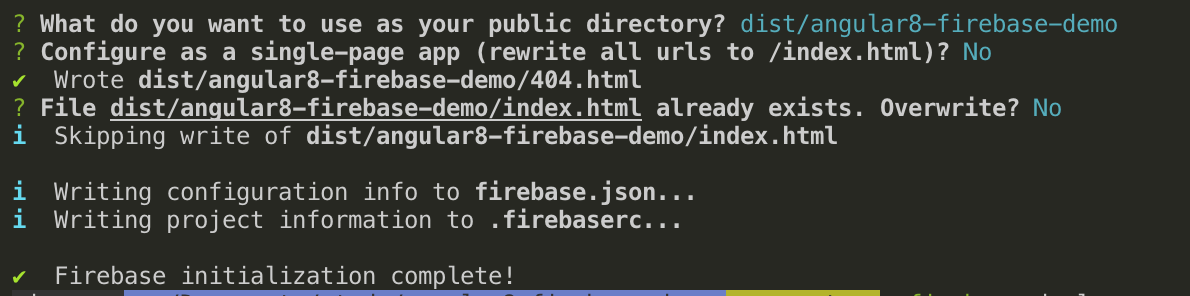 ? What do you want to use as your public directory? dist/angular8-firebase-demo
? Configure as a single-page app (rewrite all urls to /index.html)? No
✔ Wrote dist/angular8-firebase-demo/404.html
? File dist/angular8-firebase-demo/index.html already exists. Overwrite? No
i Skipping write of dist/angular8-firebase-demo/index.html
i Writing configuration info to firebase.json...
i Writing project information to .firebaserc...
✔ Firebase initialization complete!